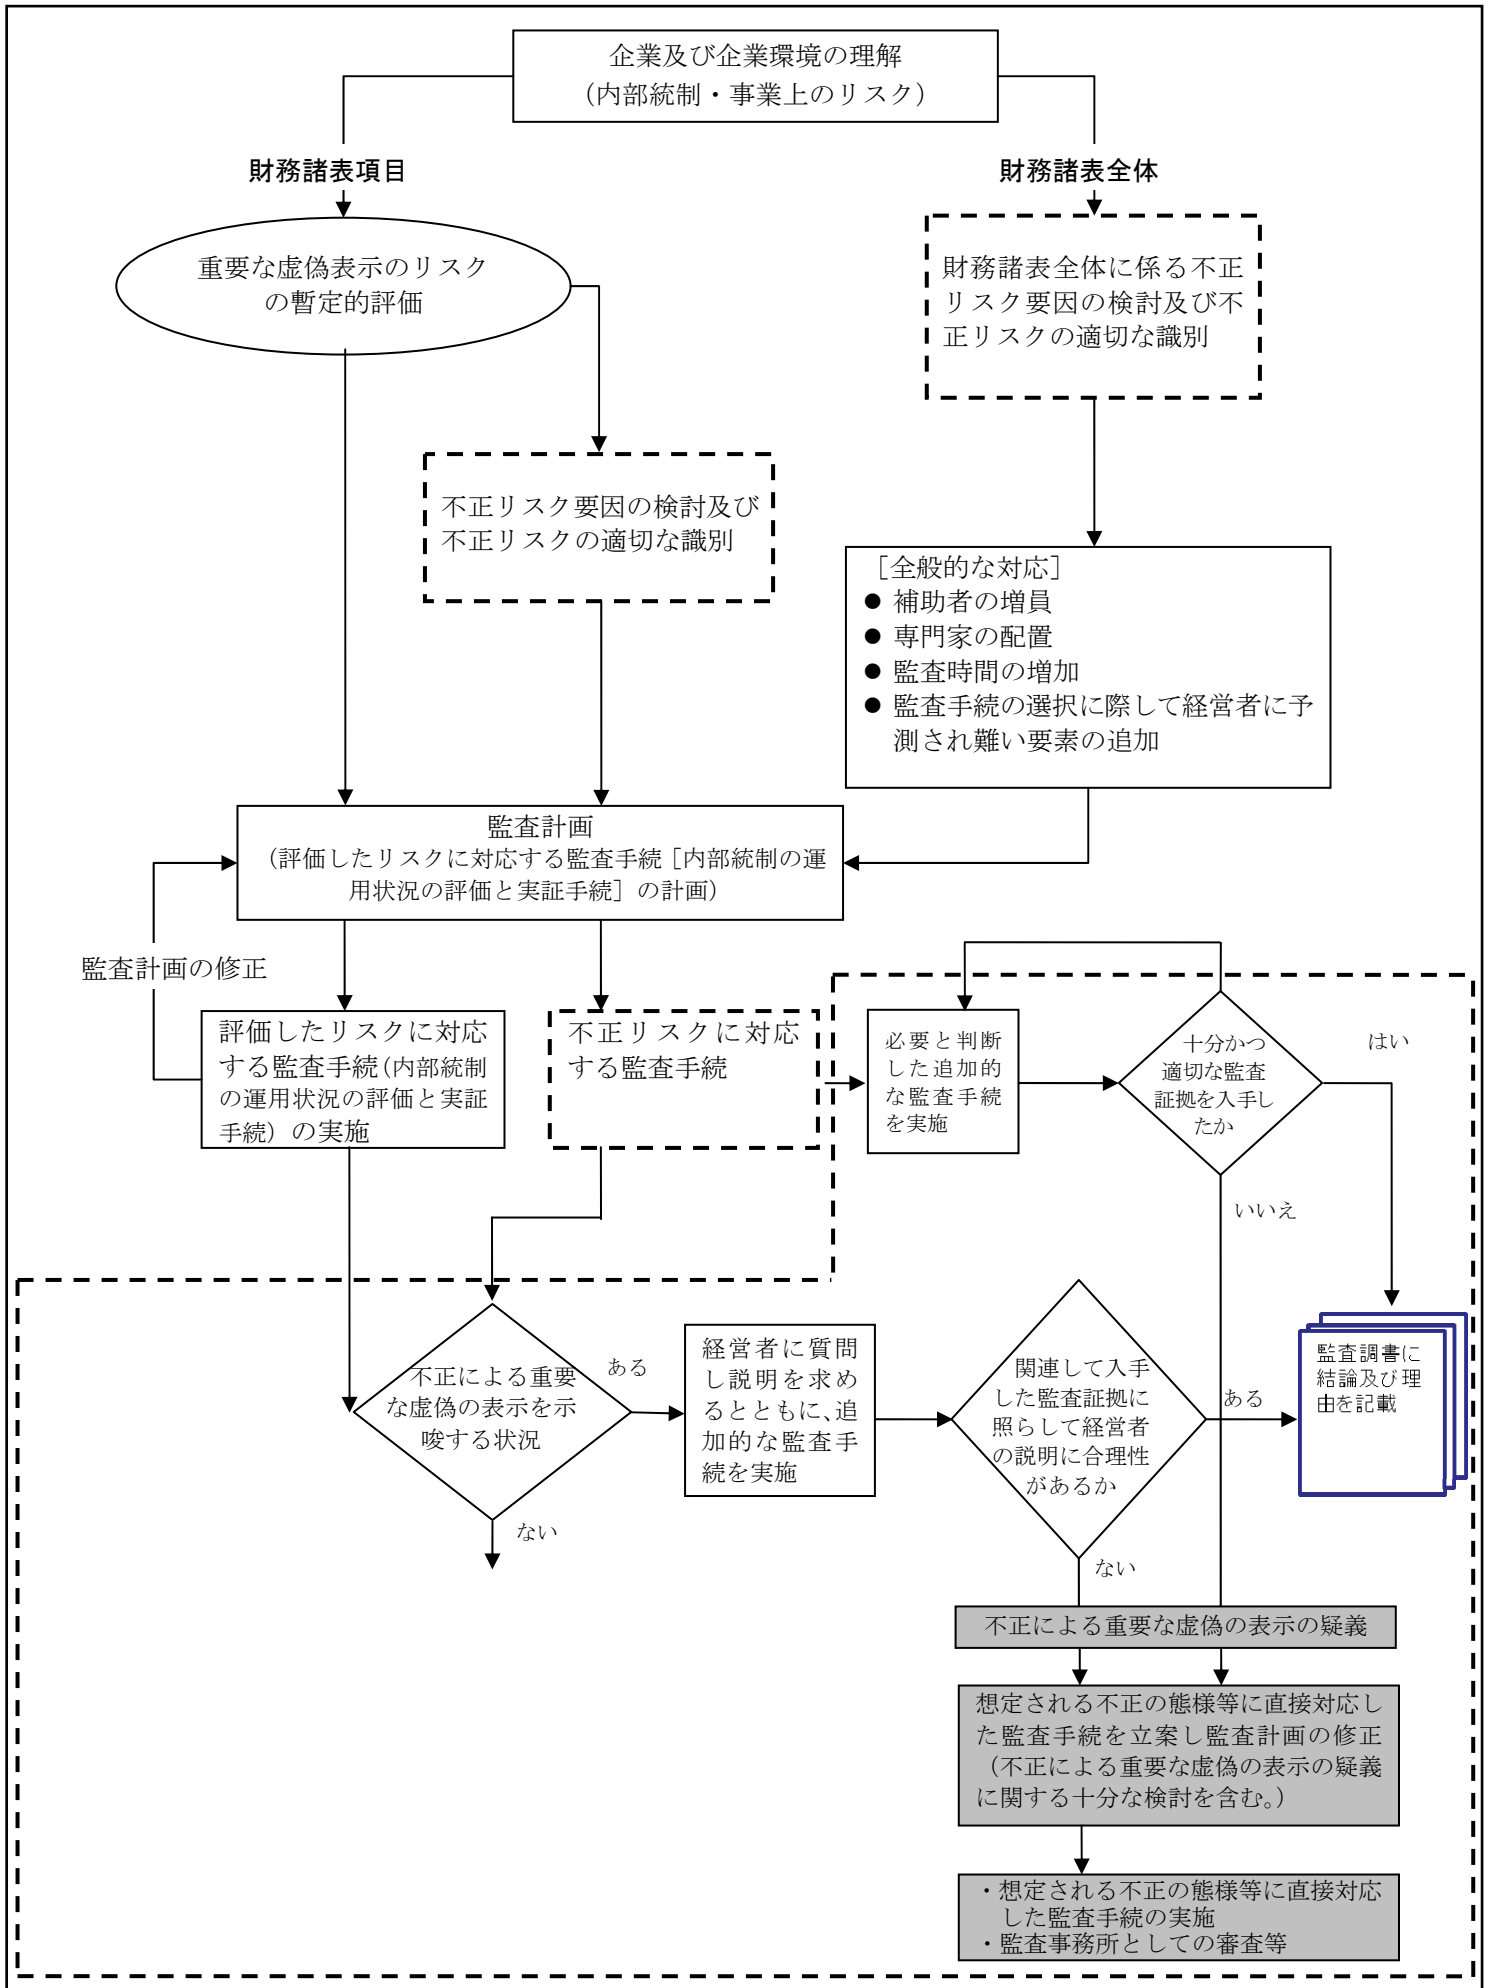 企業及び企業環境の理解
（内部統制・事業上のリスク）
財務諸表項目
財務諸表全体
重要な虚偽表示のリスク
の暫定的評価
財務諸表全体に係る不正
リスク要因の検討及び不
正リスクの適切な識別
不正リスク要因の検討及び
不正リスクの適切な識別
［全般的な対応］
● 補助者の増員
● 専門家の配置
● 監査時間の増加
● 監査手続の選択に際して経営者に予
測され難い要素の追加
監査計画
（評価したリスクに対応する監査手続［内部統制の運
用状況の評価と実証手続］の計画）
監査計画の修正
評価したリスクに対応
する監査手続(内部統制
の運用状況の評価と実証
手続）の実施
不正リスクに対応
する監査手続
必要と判断
した追加的
な監査手続
を実施
十分かつ
適切な監査
証拠を入手し
たか
はい
いいえ
不正による重要
な虚偽の表示を示
唆する状況
ある
ない
経営者に質問
し説明を求め
るとともに、追
加的な監査手
続を実施
関連して入手
した監査証拠に
照らして経営者
の説明に合理性
があるか
ある
ない
監査調書に
結論及び理
由を記載
不正による重要な虚偽の表示の疑義
想定される不正の態様等に直接対応し
た監査手続を立案し監査計画の修正
（不正による重要な虚偽の表示の疑義
に関する十分な検討を含む。）
・想定される不正の態様等に直接対応
した監査手続の実施
・監査事務所としての審査等